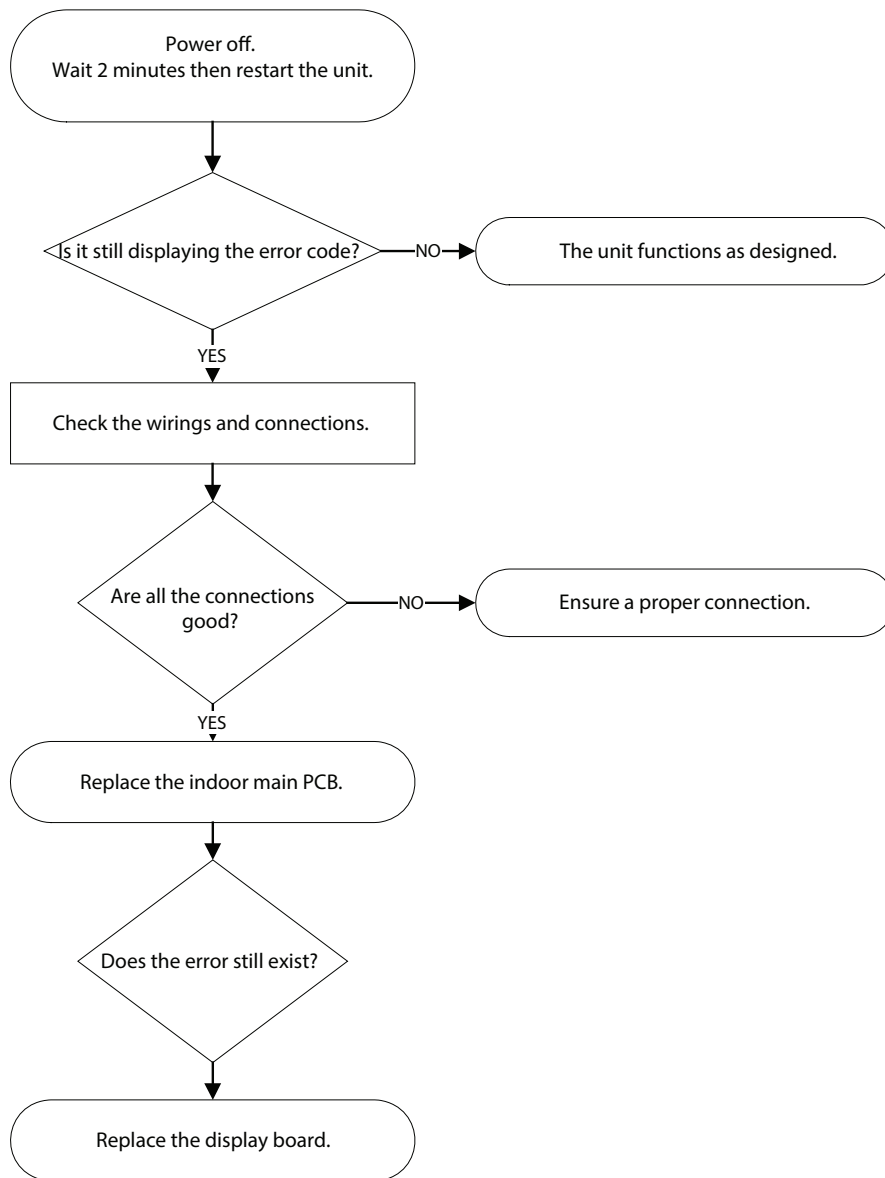 Power off.
Wait 2 minutes then restart the unit.
Is it still displaying the error code?
NO
The unit functions as designed.
YES
Check the wirings and connections.
Are all the connections
good?
NO
Ensure a proper connection.
YES
Replace the indoor main PCB.
Does the error still exist?
Replace the display board.